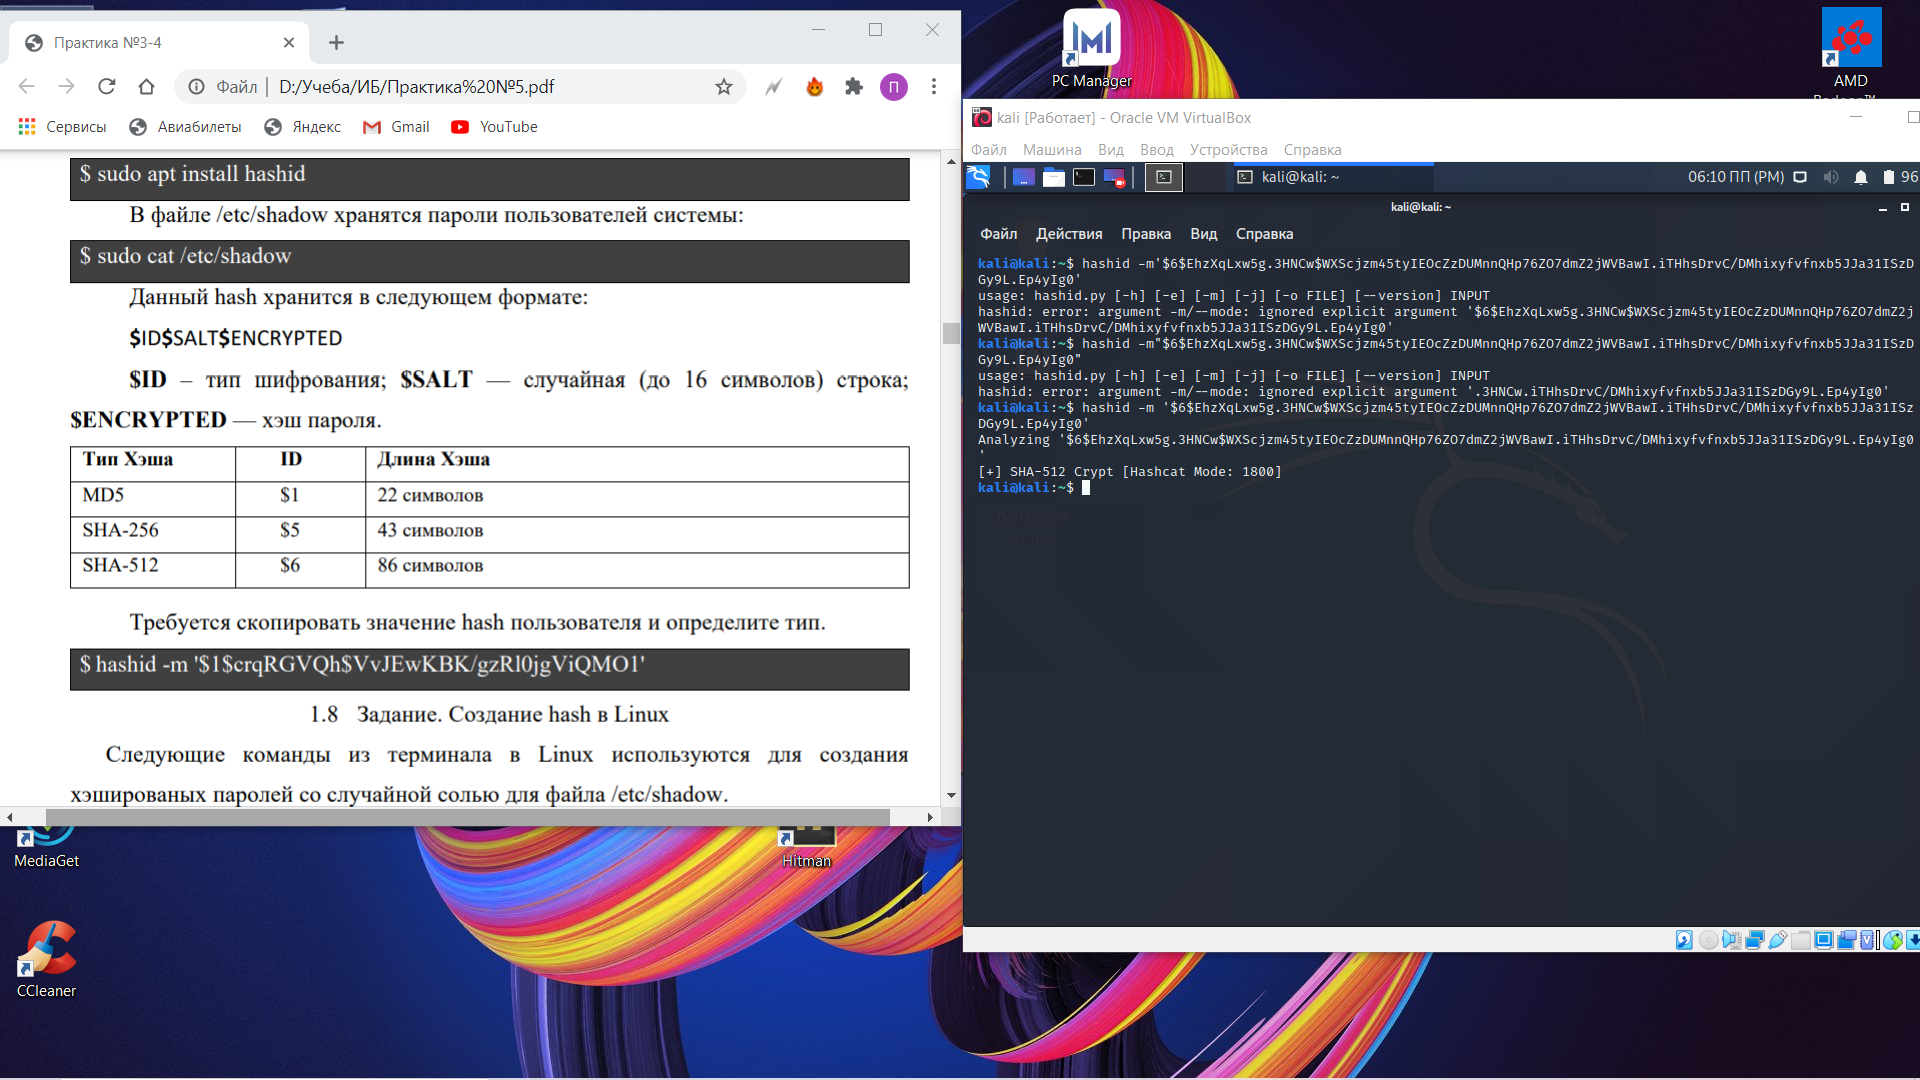 Практика №3-4
Файл | D:/Учеба/ИБ/Практика%20№5.pdf
П
Сервисы Авиабилеты Яндекс Gmail YouTube
$ sudo apt install hashid
В файле /etc/shadow хранятся пароли пользователей системы:
$ sudo cat /etc/shadow
Данный hash хранится в следующем формате:
$ID$SALT$ENCRYPTED
$ID – тип шифрования; $SALT — случайная (до 16 символов) строка;
$ENCRYPTED — хэш пароля.
Тип Хэша ID Длина Хэша
MD5 $1 22 символов
SHA-256 $5 43 символов
SHA-512 $6 86 символов
Требуется скопировать значение hash пользователя и определите тип.
$ hashid -m '$1$crqRGVQh$VvJEwKBK/gzRl0jgViQMO1'
1.8 Задание. Создание hash в Linux
Следующие команды из терминала в Linux используются для создания
хэшированых паролей со случайной солью для файла /etc/shadow.
MediaGet
Hitman
CCleaner
PC Manager
AMD
Radeon™
kali [Работает] - Oracle VM VirtualBox
Файл Машина Вид Ввод Устройства Справка
kali@kali: ~
06:10 ПП (PM)
96
kali@kali: ~
Файл Действия Правка Вид Справка
kali@kali:~$ hashid -m'$6$EhzXqLxw5g.3HNCw$WXScjzm45tyIEOcZzDUMnnQHp76ZO7dmZ2jWVBawI.iTHhsDrvC/DMhixyfvfnxb5JJa31ISzD
Gy9L.Ep4yIg0'
usage: hashid.py [-h] [-e] [-m] [-j] [-o FILE] [--version] INPUT
hashid: error: argument -m/--mode: ignored explicit argument '$6$EhzXqLxw5g.3HNCw$WXScjzm45tyIEOcZzDUMnnQHp76ZO7dmZ2j
WVBawI.iTHhsDrvC/DMhixyfvfnxb5JJa31ISzDGy9L.Ep4yIg0'
kali@kali:~$ hashid -m"$6$EhzXqLxw5g.3HNCw$WXScjzm45tyIEOcZzDUMnnQHp76ZO7dmZ2jWVBawI.iTHhsDrvC/DMhixyfvfnxb5JJa31ISzD
Gy9L.Ep4yIg0"
usage: hashid.py [-h] [-e] [-m] [-j] [-o FILE] [--version] INPUT
hashid: error: argument -m/--mode: ignored explicit argument '.3HNCw.iTHhsDrvC/DMhixyfvfnxb5JJa31ISzDGy9L.Ep4yIg0'
kali@kali:~$ hashid -m '$6$EhzXqLxw5g.3HNCw$WXScjzm45tyIEOcZzDUMnnQHp76ZO7dmZ2jWVBawI.iTHhsDrvC/DMhixyfvfnxb5JJa31ISz
DGy9L.Ep4yIg0'
Analyzing '$6$EhzXqLxw5g.3HNCw$WXScjzm45tyIEOcZzDUMnnQHp76ZO7dmZ2jWVBawI.iTHhsDrvC/DMhixyfvfnxb5JJa31ISzDGy9L.Ep4yIg0
'
[+] SHA-512 Crypt [Hashcat Mode: 1800]
kali@kali:~$
Домашний
каталог